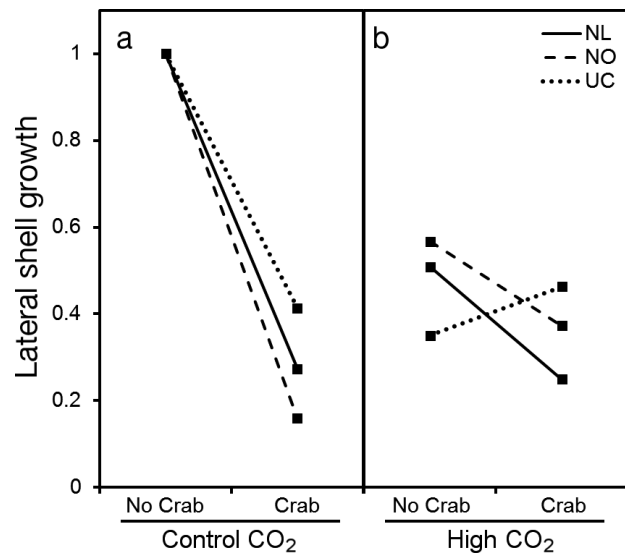 a
b
NL
NO
UC
Lateral shell growth
1
0.8
0.6
0.4
0.2
0
No Crab Crab No Crab Crab
Control CO₂ High CO₂